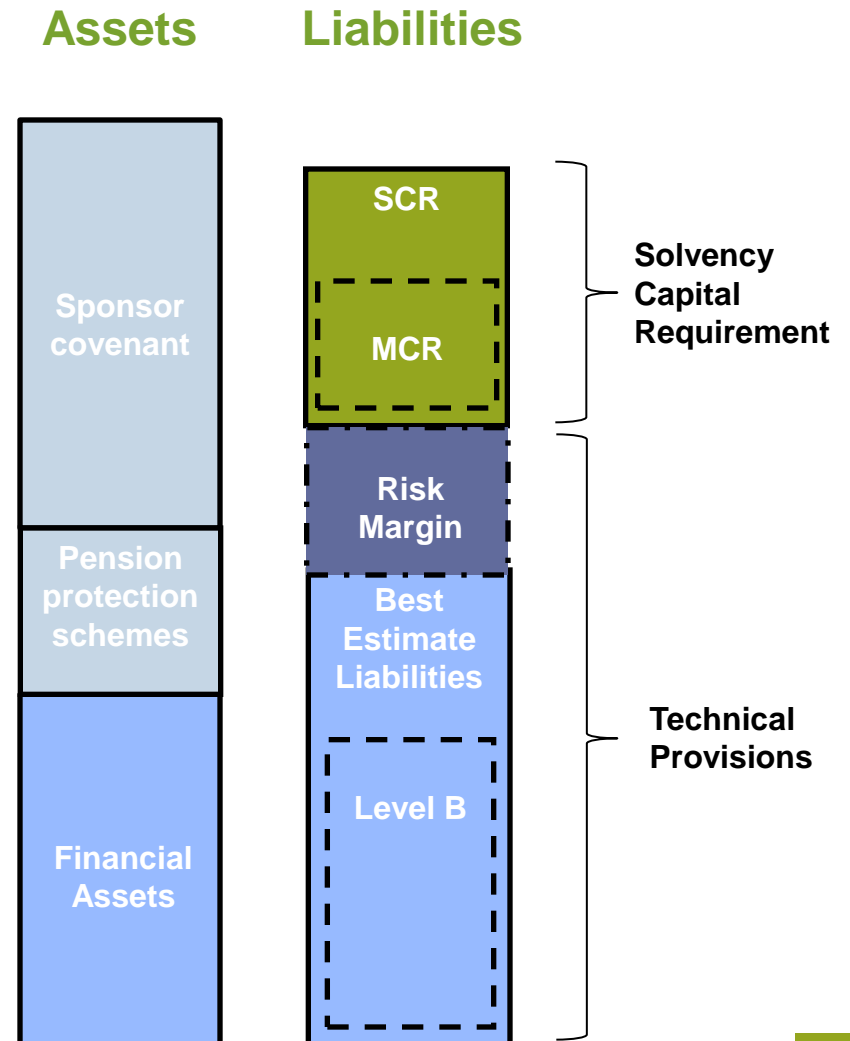 Assets
Liabilities
Sponsor
covenant
Pension
protection
schemes
Financial
Assets
SCR
MCR
Risk
Margin
Best
Estimate
Liabilities
Level B
Solvency
Capital
Requirement
Technical
Provisions